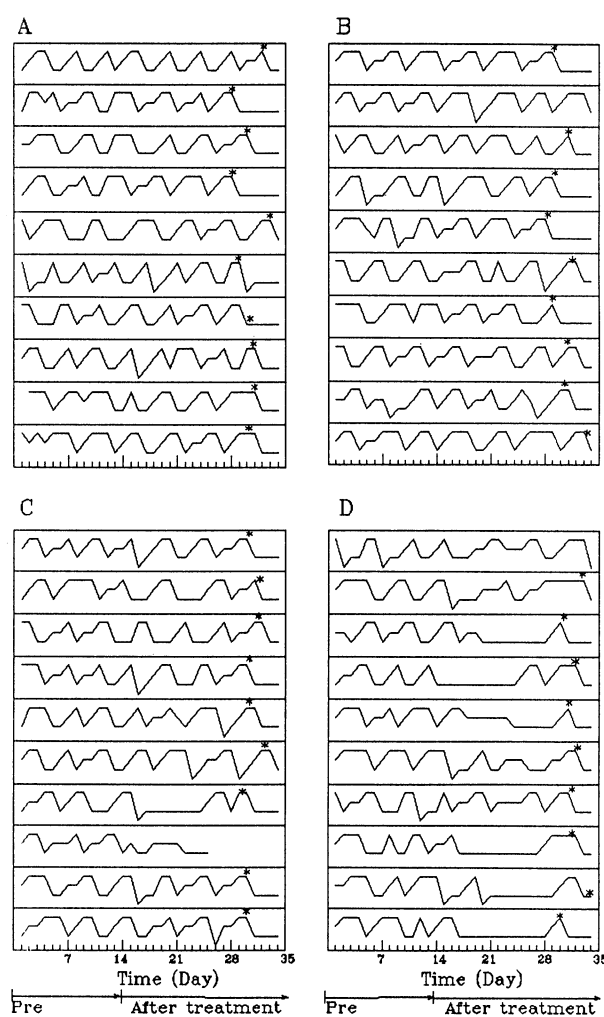 A
B
C
D
7 14 21 28 35
Time (Day)
Pre After treatment
7 14 21 28 35
Time (Day)
Pre After treatment